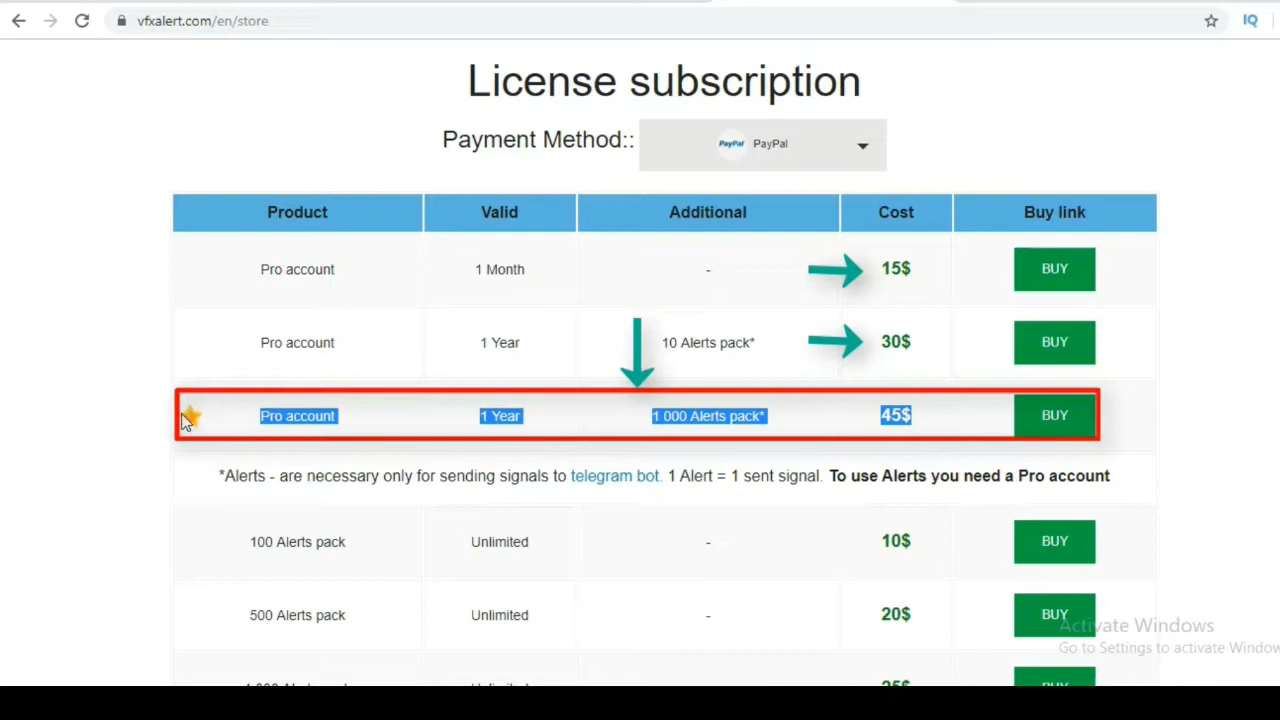 vfxalert.com/en/store
IQ
License subscription
Payment Method:: PayPal PayPal
Product Valid Additional Cost Buy link
Pro account 1 Month - 15$ BUY
Pro account 1 Year 10 Alerts pack* 30$ BUY
Pro account 1 Year 1 000 Alerts pack* 45$ BUY
*Alerts - are necessary only for sending signals to telegram bot. 1 Alert = 1 sent signal. To use Alerts you need a Pro account
100 Alerts pack Unlimited - 10$ BUY
500 Alerts pack Unlimited - 20$ BUY
Activate Windows
Go to Settings to activate Window